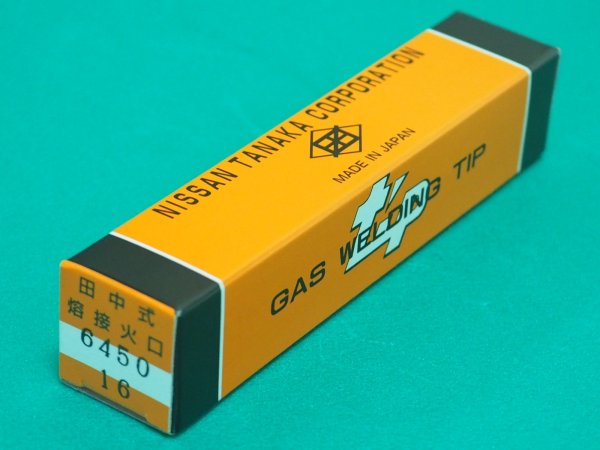 NISSAN TANAKA CORPORATION
MADE IN JAPAN
GAS WELDING TIP
田中式
熔接火口
6450
16